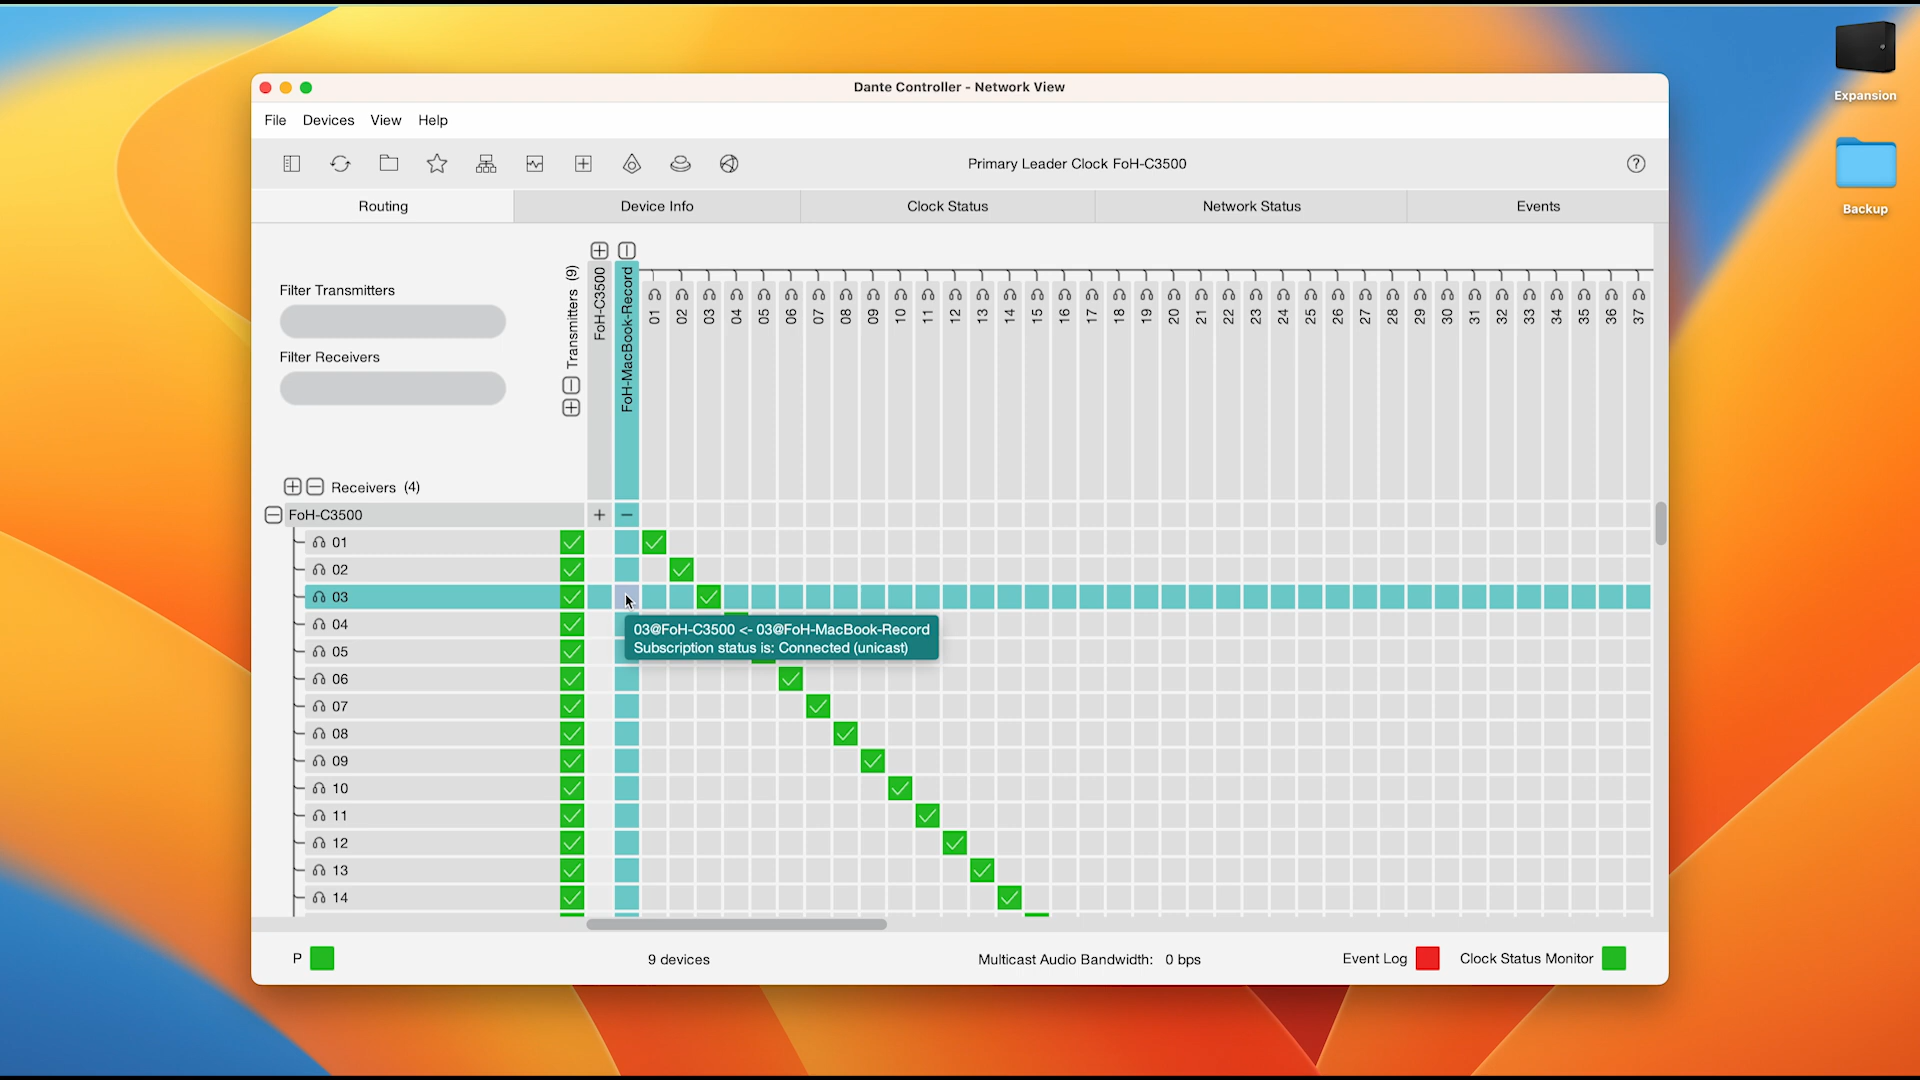 Expansion
Backup
Dante Controller - Network View
File Devices View Help
Primary Leader Clock FoH-C3500
Routing Device Info Clock Status Network Status Events
Filter Transmitters
Filter Receivers
Transmitters (9)
FoH-C3500
FoH-MacBook-Record
01 02 03 04 05 06 07 08 09 10 11 12 13 14 15 16 17 18 19 20 21 22 23 24 25 26 27 28 29 30 31 32 33 34 35 36 37
Receivers (4)
FoH-C3500
01
02
03
04
03@FoH-C3500 <- 03@FoH-MacBook-Record
Subscription status is: Connected (unicast)
05
06
07
08
09
10
11
12
13
14
P 9 devices Multicast Audio Bandwidth: 0 bps Event Log Clock Status Monitor